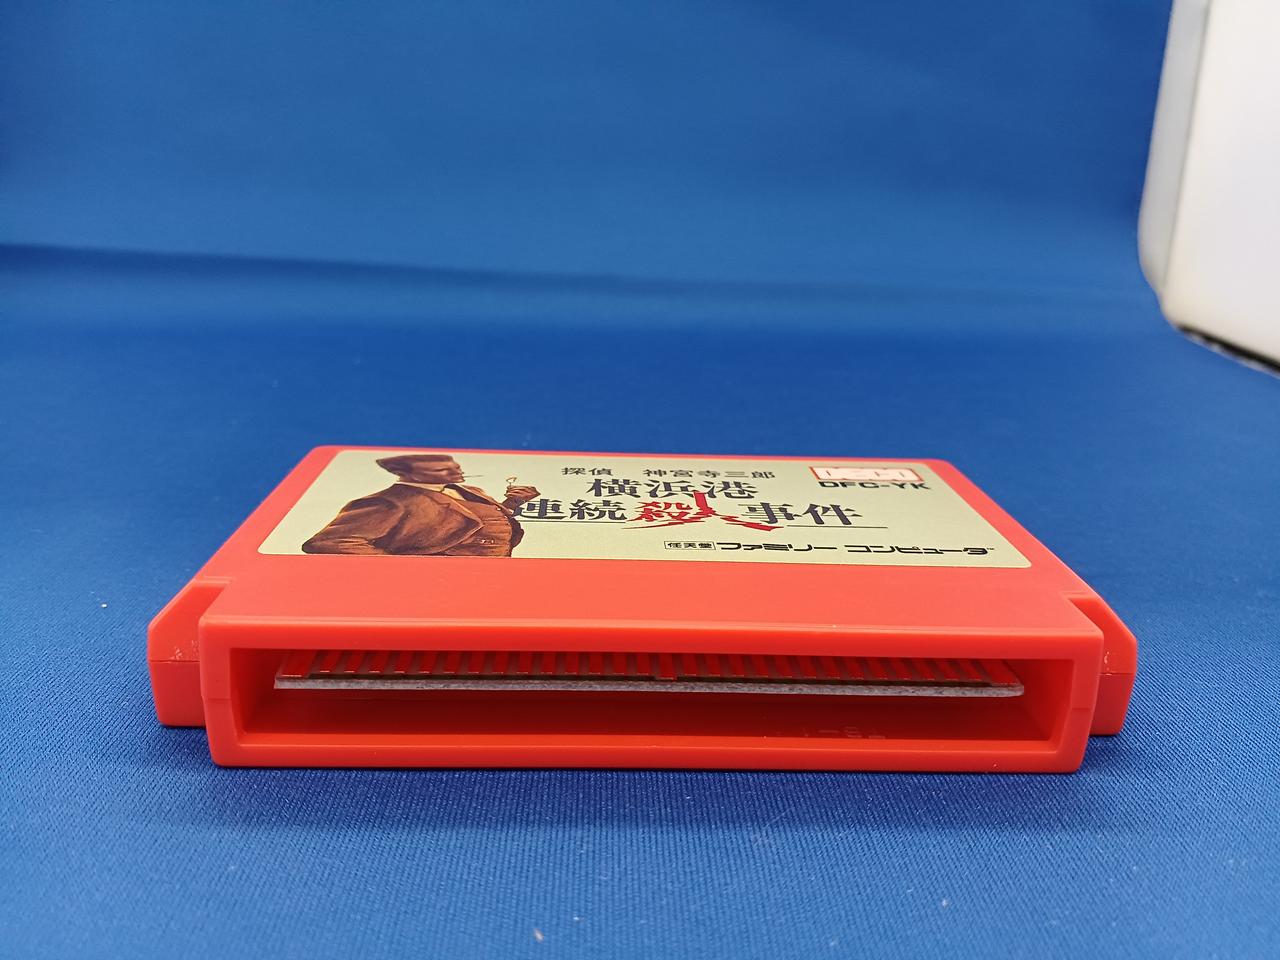 DECO
DFC-YK
探偵 神宮寺三郎
横浜港
連続殺人事件
任天堂 ファミリー コンピュータ